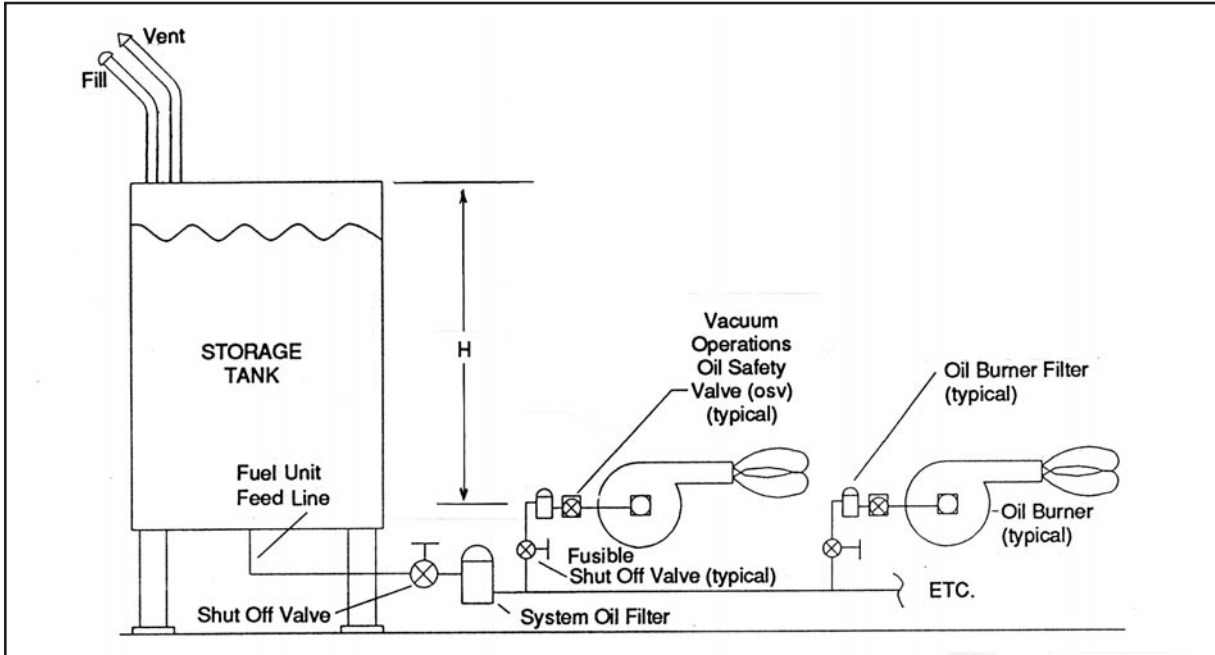 Vent
Fill
STORAGE
TANK
H
Vacuum
Operations
Oil Safety
Valve (osv)
(typical)
Oil Burner Filter
(typical)
Fuel Unit
Feed Line
Oil Burner
(typical)
Fusible
Shut Off Valve (typical)
Shut Off Valve
System Oil Filter
ETC.